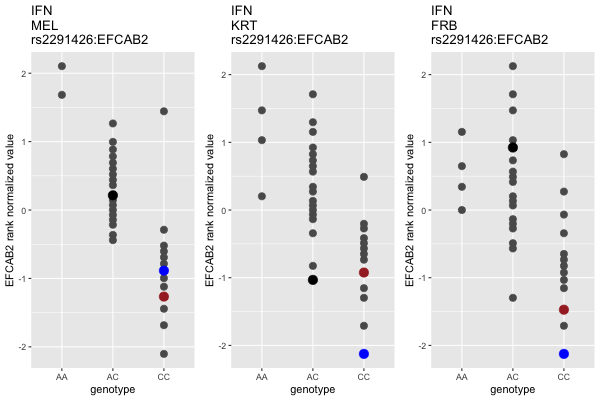 IFN
MEL
rs2291426:EFCAB2
EFCAB2 rank normalized value
2
1
0
-1
-2
AA AC CC
genotype
IFN
KRT
rs2291426:EFCAB2
EFCAB2 rank normalized value
2
1
0
-1
-2
AA AC CC
genotype
IFN
FRB
rs2291426:EFCAB2
EFCAB2 rank normalized value
2
1
0
-1
-2
AA AC CC
genotype